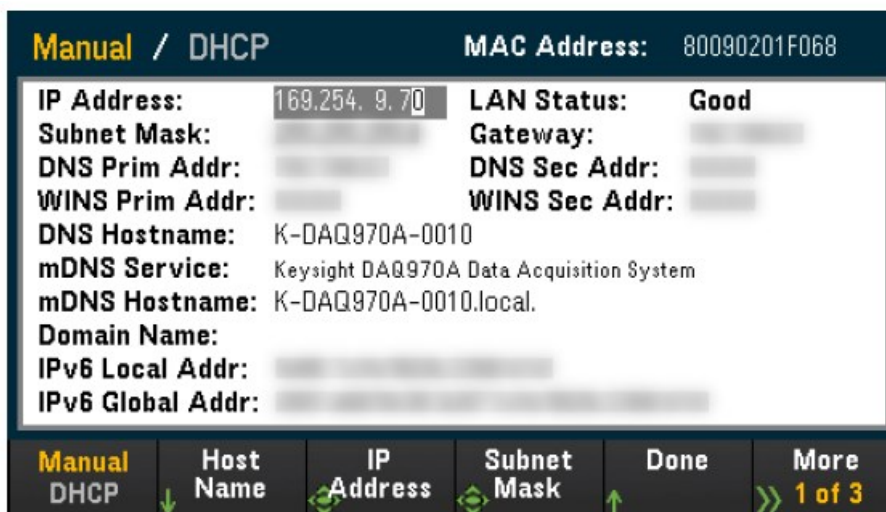 Manual / DHCP MAC Address: 80090201F068
IP Address: 169.254. 9.70 LAN Status: Good
Subnet Mask: Gateway:
DNS Prim Addr: DNS Sec Addr:
WINS Prim Addr: WINS Sec Addr:
DNS Hostname: K-DAQ970A-0010
mDNS Service: Keysight DAQ970A Data Acquisition System
mDNS Hostname: K-DAQ970A-0010.local.
Domain Name:
IPv6 Local Addr:
IPv6 Global Addr:
Manual Host IP Subnet Done More
DHCP Name Address Mask 1 of 3